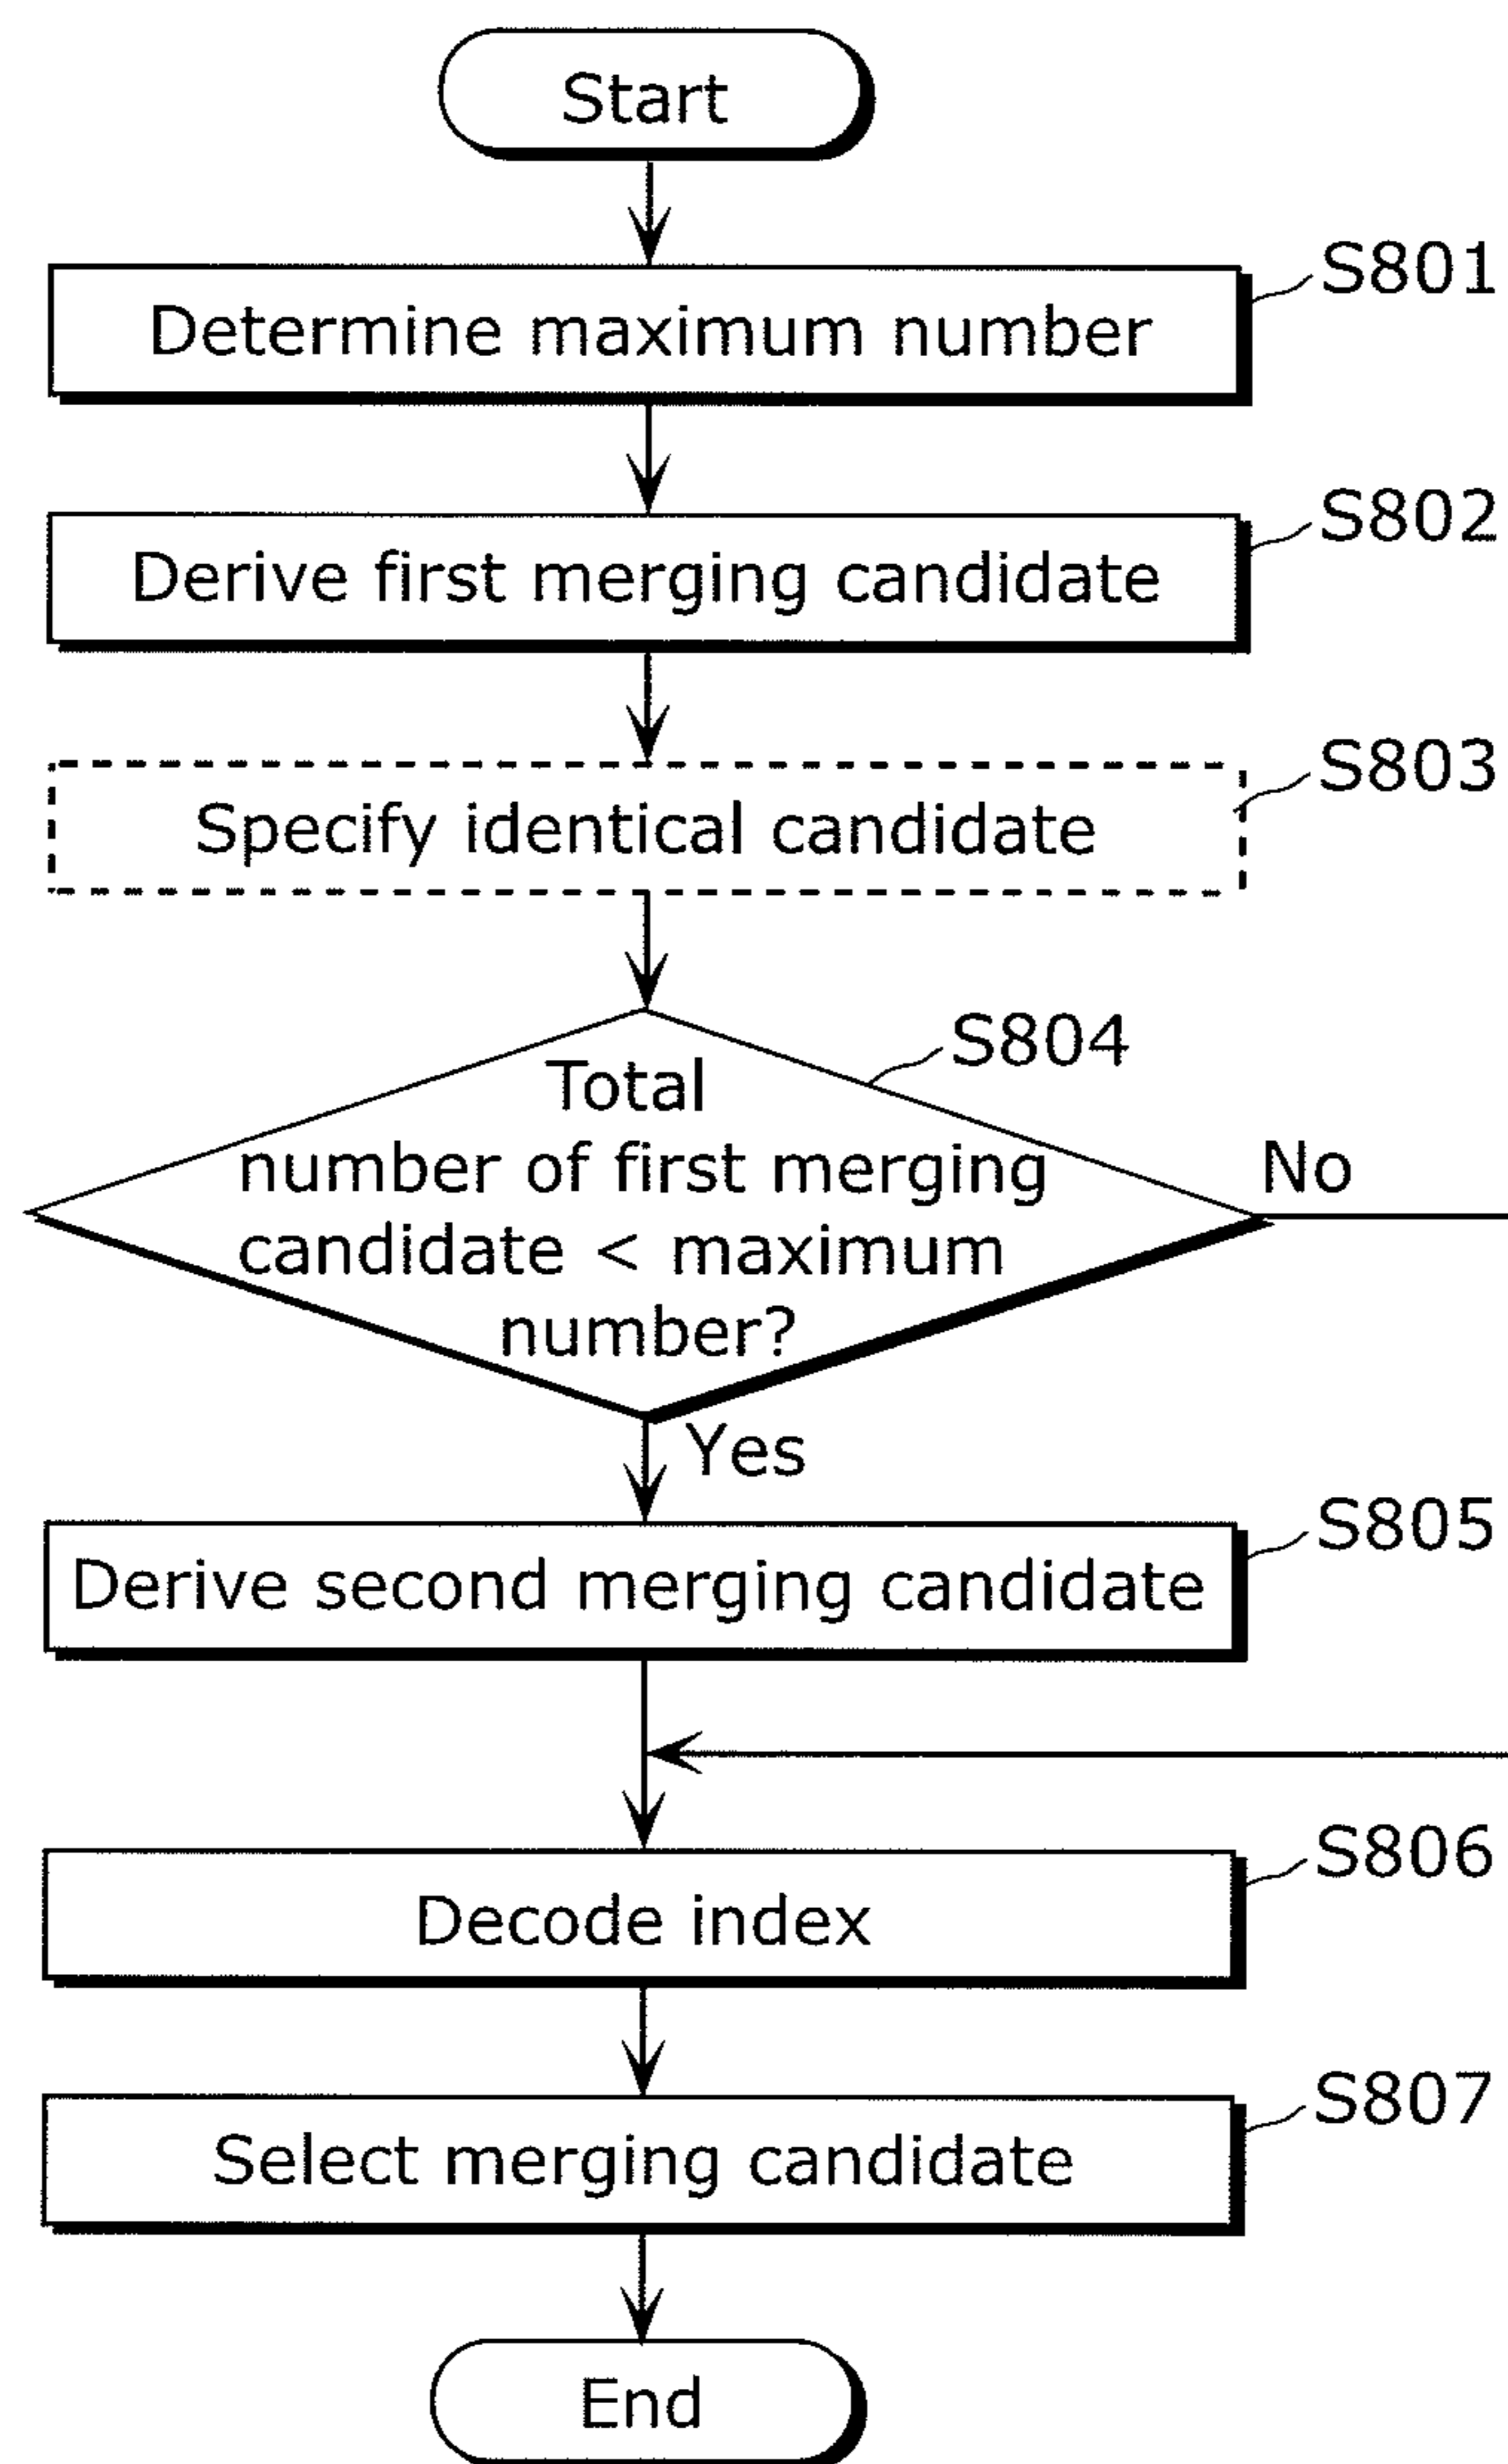 Start
S801
Determine maximum number
S802
Derive first merging candidate
S803
Specify identical candidate
S804
Total
number of first merging
candidate < maximum
number?
No
Yes
S805
Derive second merging candidate
S806
Decode index
S807
Select merging candidate
End